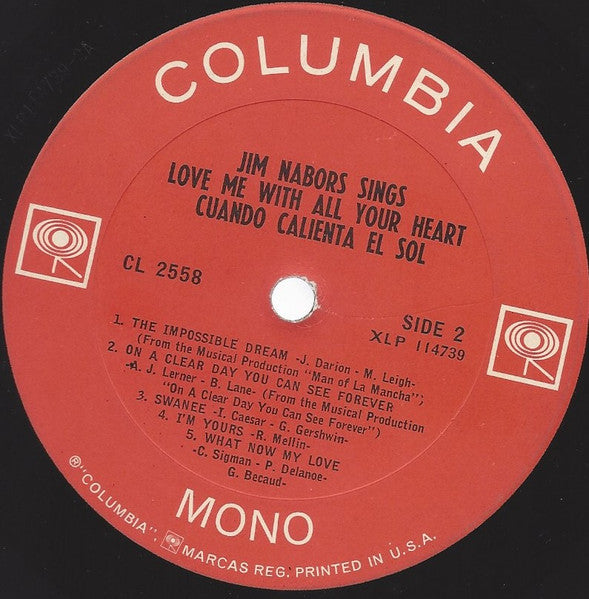 COLUMBIA
JIM NABORS SINGS
LOVE ME WITH ALL YOUR HEART
CUANDO CALIENTA EL SOL
CL 2558
SIDE 2
XLP 114739
1. THE IMPOSSIBLE DREAM -J. Darion - M. Leigh-
(From the Musical Production "Man of La Mancha";
2. ON A CLEAR DAY YOU CAN SEE FOREVER
-A. J. Lerner - B. Lane- (From the Musical Production
"On A Clear Day You Can See Forever")
3. SWANEE -I. Caesar - G. Gershwin-
4. I'M YOURS -R. Mellin-
5. WHAT NOW MY LOVE
-C. Sigman - P. Delanoe-
G. Becaud-
MONO
® "COLUMBIA", MARCAS REG. PRINTED IN U.S.A.